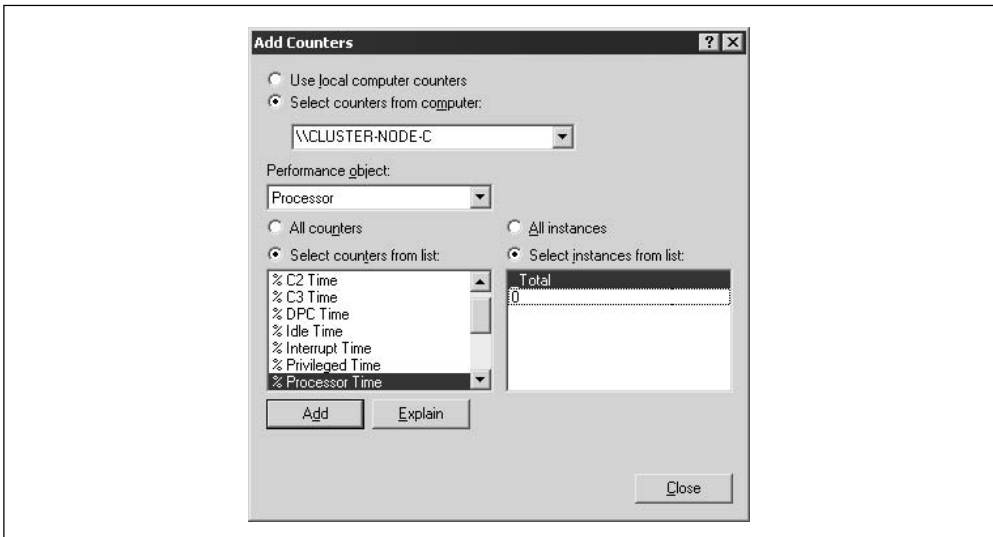 Add Counters
Use local computer counters
Select counters from computer:
\\CLUSTER-NODE-C
Performance object:
Processor
All counters
All instances
Select counters from list:
Select instances from list:
% C2 Time
% C3 Time
% DPC Time
% Idle Time
% Interrupt Time
% Privileged Time
% Processor Time
_Total
0
Add
Explain
Close